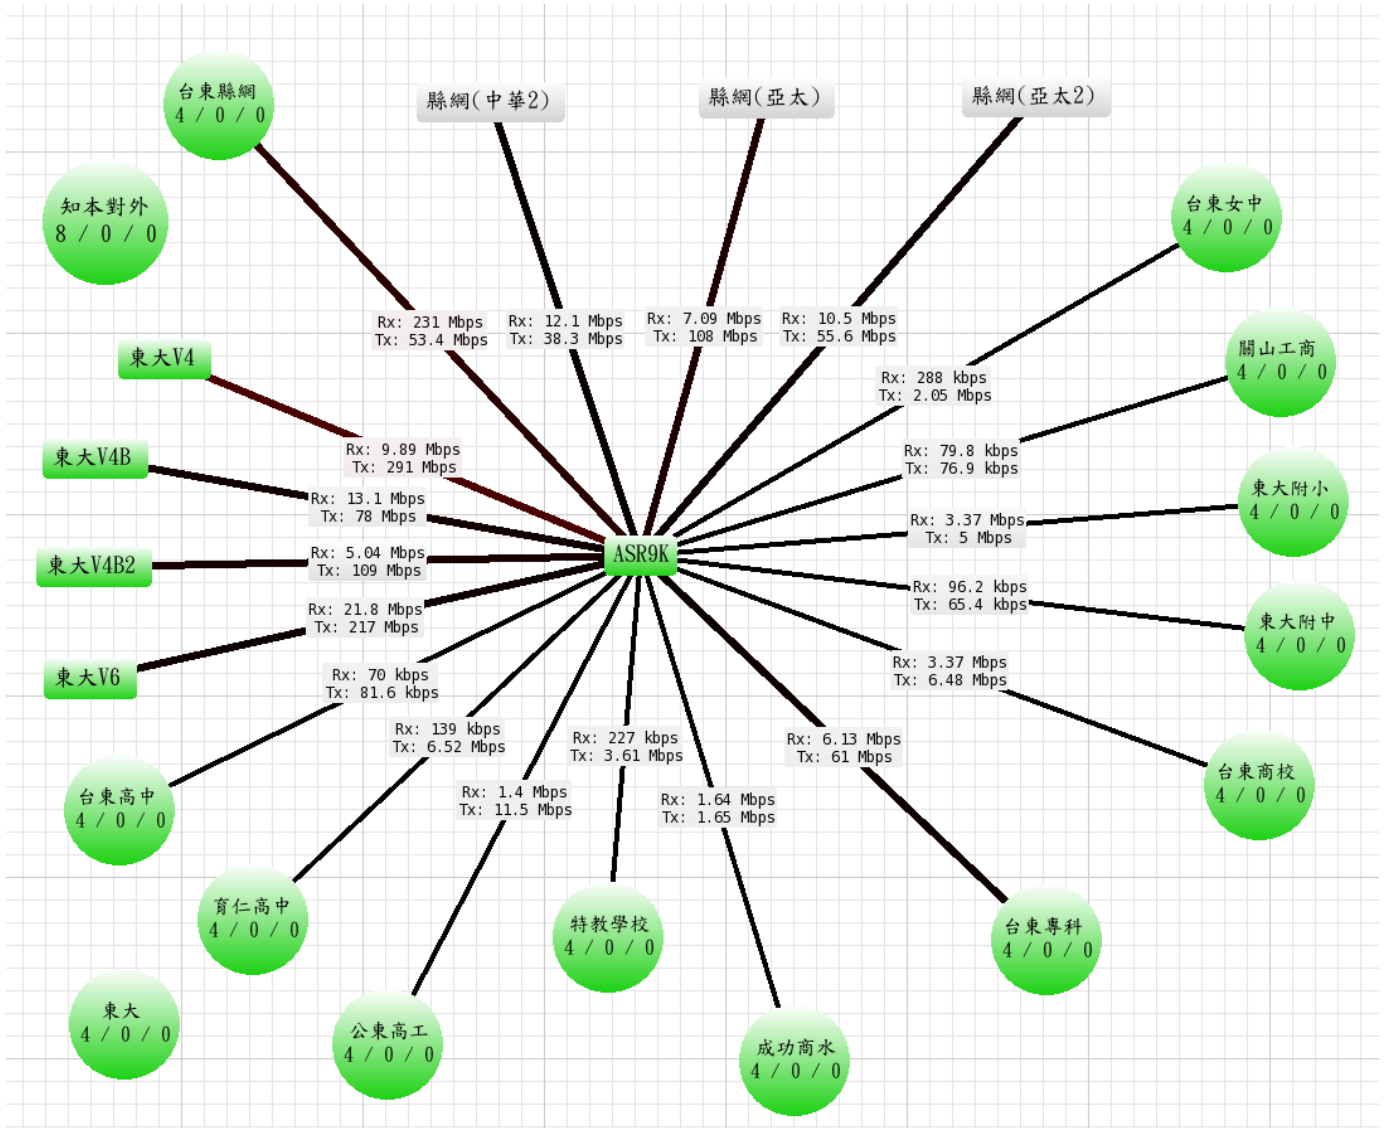 台東縣網
4 / 0 / 0
縣網(中華2)
縣網(亞太)
縣網(亞太2)
知本對外
8 / 0 / 0
台東女中
4 / 0 / 0
Rx: 231 Mbps
Tx: 53.4 Mbps
Rx: 12.1 Mbps
Tx: 38.3 Mbps
Rx: 7.09 Mbps
Tx: 108 Mbps
Rx: 10.5 Mbps
Tx: 55.6 Mbps
東大V4
關山工商
4 / 0 / 0
Rx: 288 kbps
Tx: 2.05 Mbps
東大V4B
Rx: 9.89 Mbps
Tx: 291 Mbps
Rx: 79.8 kbps
Tx: 76.9 kbps
Rx: 13.1 Mbps
Tx: 78 Mbps
東大附小
4 / 0 / 0
Rx: 3.37 Mbps
Tx: 5 Mbps
東大V4B2
Rx: 5.04 Mbps
Tx: 109 Mbps
ASR9K
Rx: 96.2 kbps
Tx: 65.4 kbps
Rx: 21.8 Mbps
Tx: 217 Mbps
東大附中
4 / 0 / 0
東大V6
Rx: 70 kbps
Tx: 81.6 kbps
Rx: 3.37 Mbps
Tx: 6.48 Mbps
Rx: 139 kbps
Tx: 6.52 Mbps
Rx: 227 kbps
Tx: 3.61 Mbps
Rx: 6.13 Mbps
Tx: 61 Mbps
台東商校
4 / 0 / 0
台東高中
4 / 0 / 0
Rx: 1.4 Mbps
Tx: 11.5 Mbps
Rx: 1.64 Mbps
Tx: 1.65 Mbps
育仁高中
4 / 0 / 0
特教學校
4 / 0 / 0
台東專科
4 / 0 / 0
東大
4 / 0 / 0
公東高工
4 / 0 / 0
成功商水
4 / 0 / 0